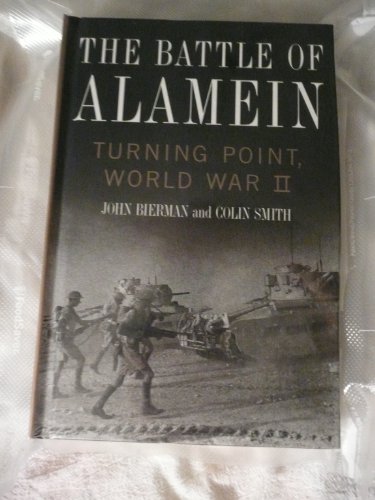 THE BATTLE OF
ALAMEIN
TURNING POINT,
WORLD WAR II
JOHN BIERMAN and COLIN SMITH